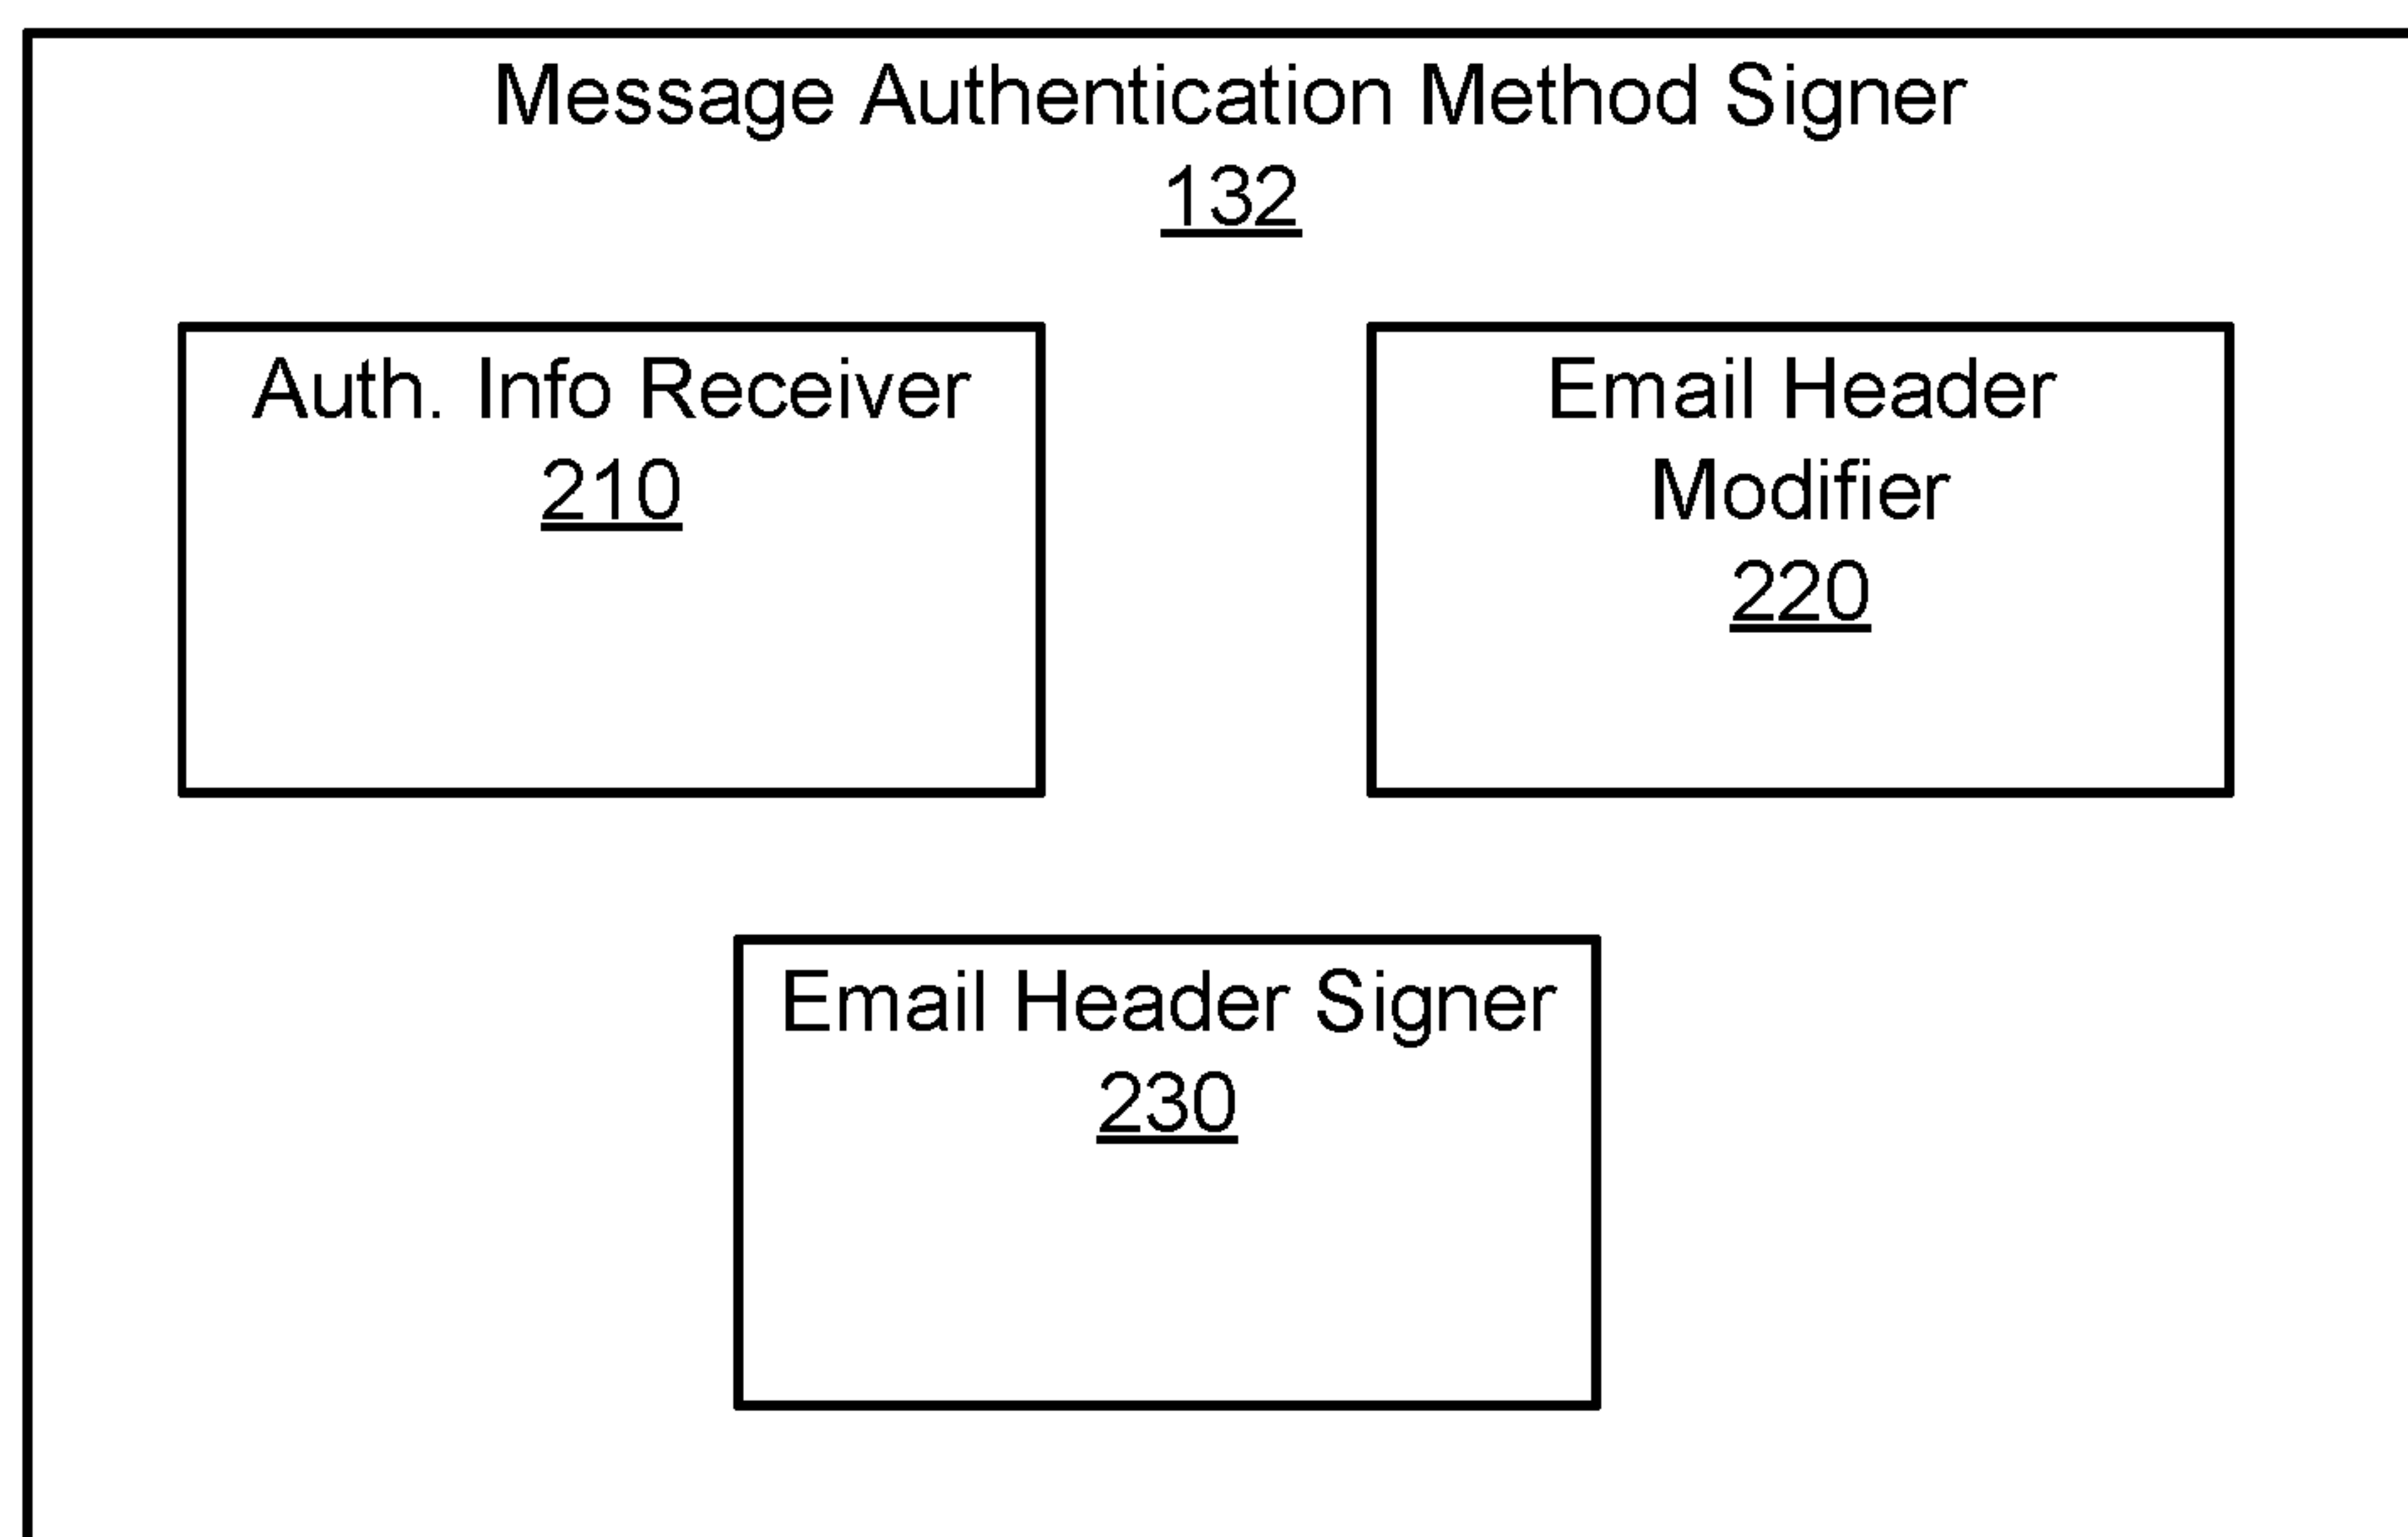 Message Authentication Method Signer
132
Auth. Info Receiver
210
Email Header
Modifier
220
Email Header Signer
230